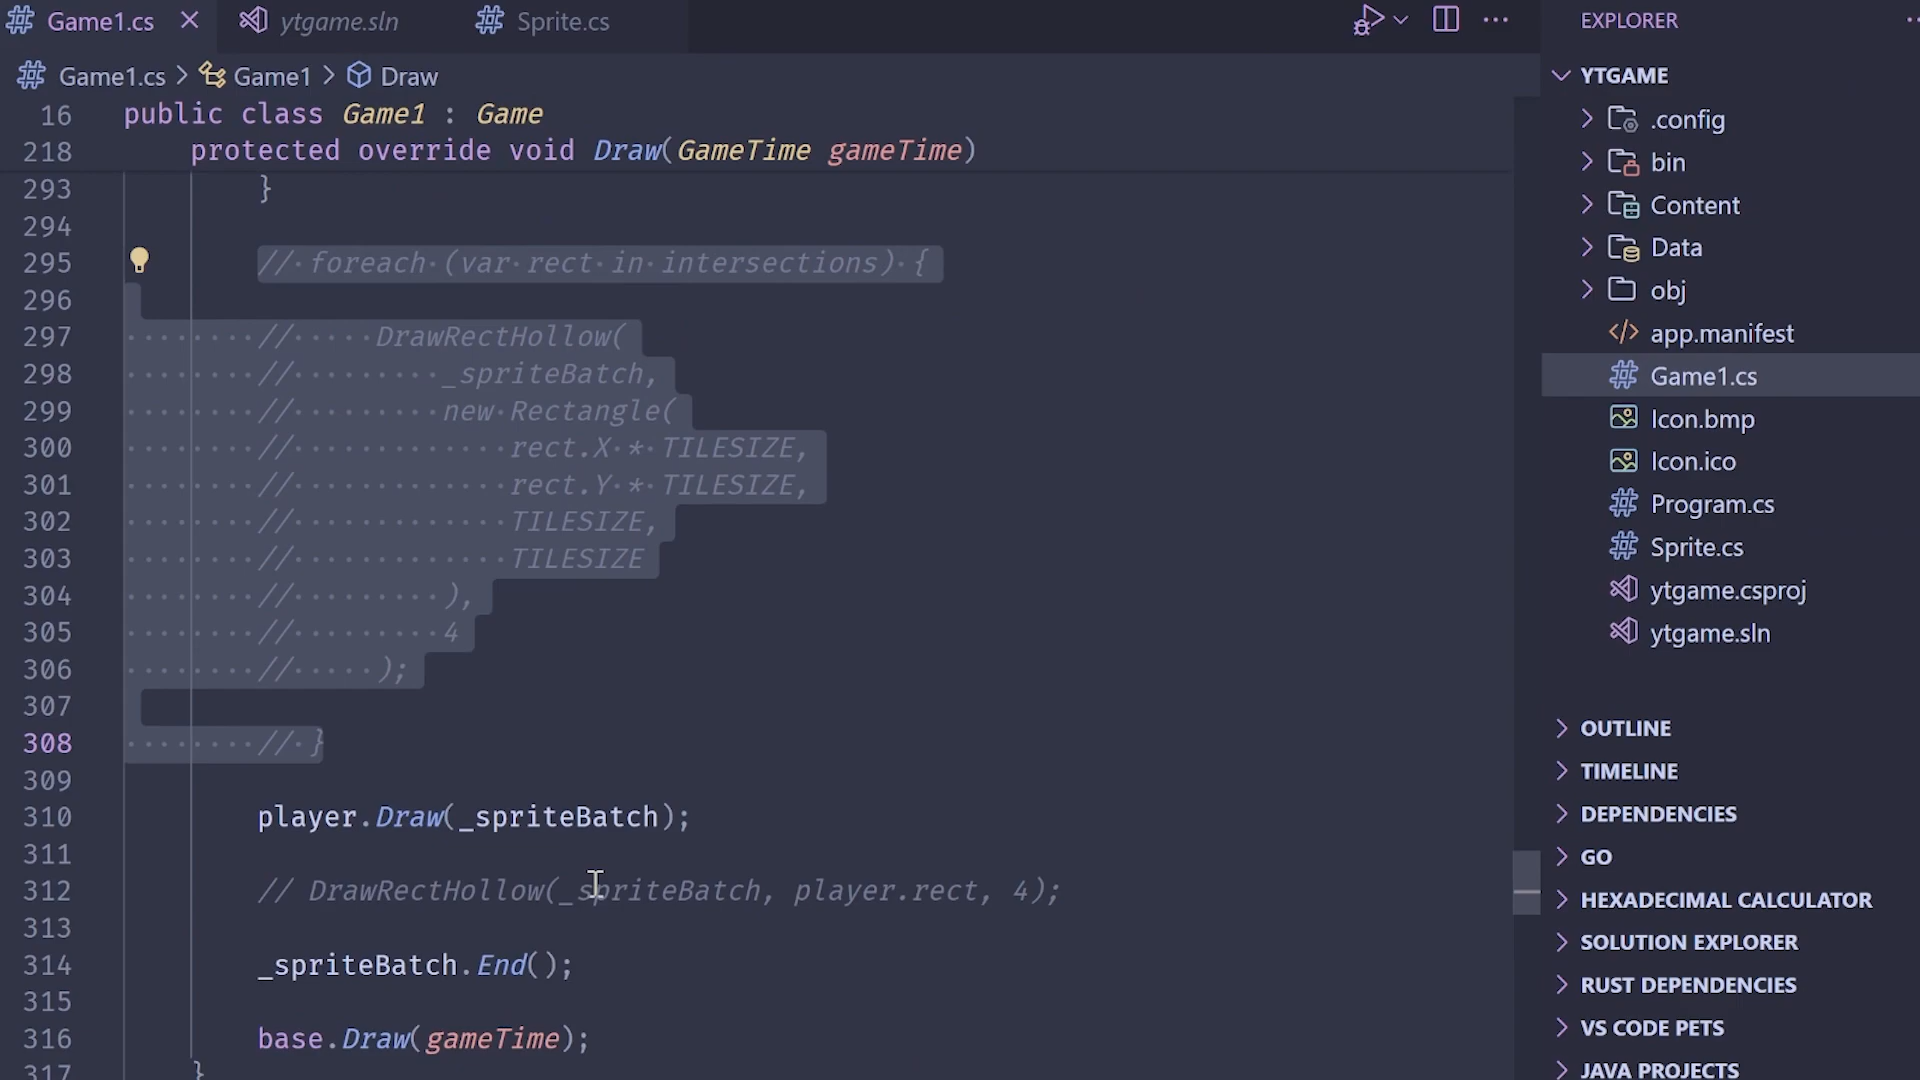 Game1.cs
ytgame.sln
Sprite.cs
Game1.cs > Game1 > Draw
16 public class Game1 : Game
218 protected override void Draw(GameTime gameTime)
293 }
294
295 // foreach (var rect in intersections) {
296
297 // DrawRectHollow(
298 // _spriteBatch,
299 // new Rectangle(
300 // rect.X * TILESIZE,
301 // rect.Y * TILESIZE,
302 // TILESIZE,
303 // TILESIZE
304 // ),
305 // 4
306 // );
307
308 // }
309
310 player.Draw(_spriteBatch);
311
312 // DrawRectHollow(_spriteBatch, player.rect, 4);
313
314 _spriteBatch.End();
315
316 base.Draw(gameTime);
317 }
EXPLORER
YTGAME
.config
bin
Content
Data
obj
app.manifest
Game1.cs
Icon.bmp
Icon.ico
Program.cs
Sprite.cs
ytgame.csproj
ytgame.sln
OUTLINE
TIMELINE
DEPENDENCIES
GO
HEXADECIMAL CALCULATOR
SOLUTION EXPLORER
RUST DEPENDENCIES
VS CODE PETS
JAVA PROJECTS